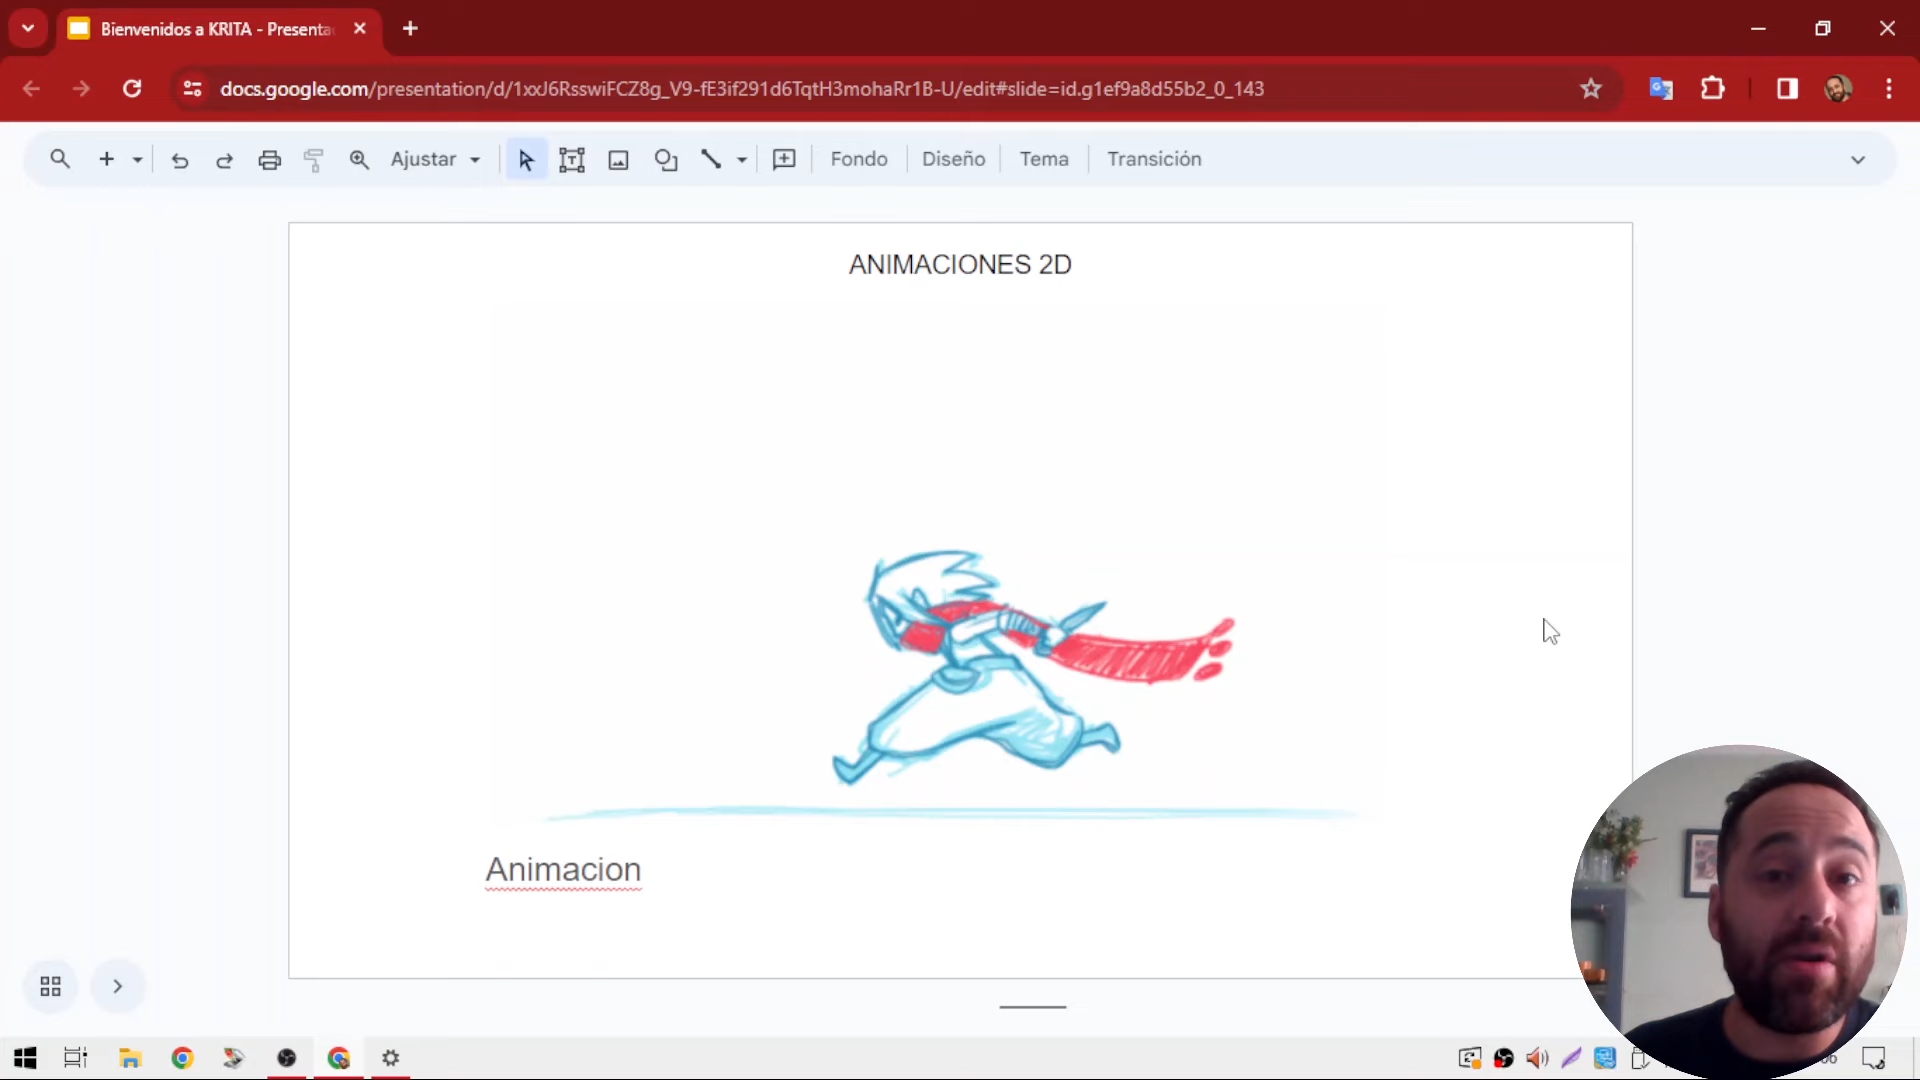 Bienvenidos a KRITA - Presenta
docs.google.com/presentation/d/1xxJ6RsswiFCZ8g_V9-fE3if291d6TqtH3mohaRr1B-U/edit#slide=id.g1ef9a8d55b2_0_143
Ajustar
Fondo
Diseño
Tema
Transición
ANIMACIONES 2D
Animacion